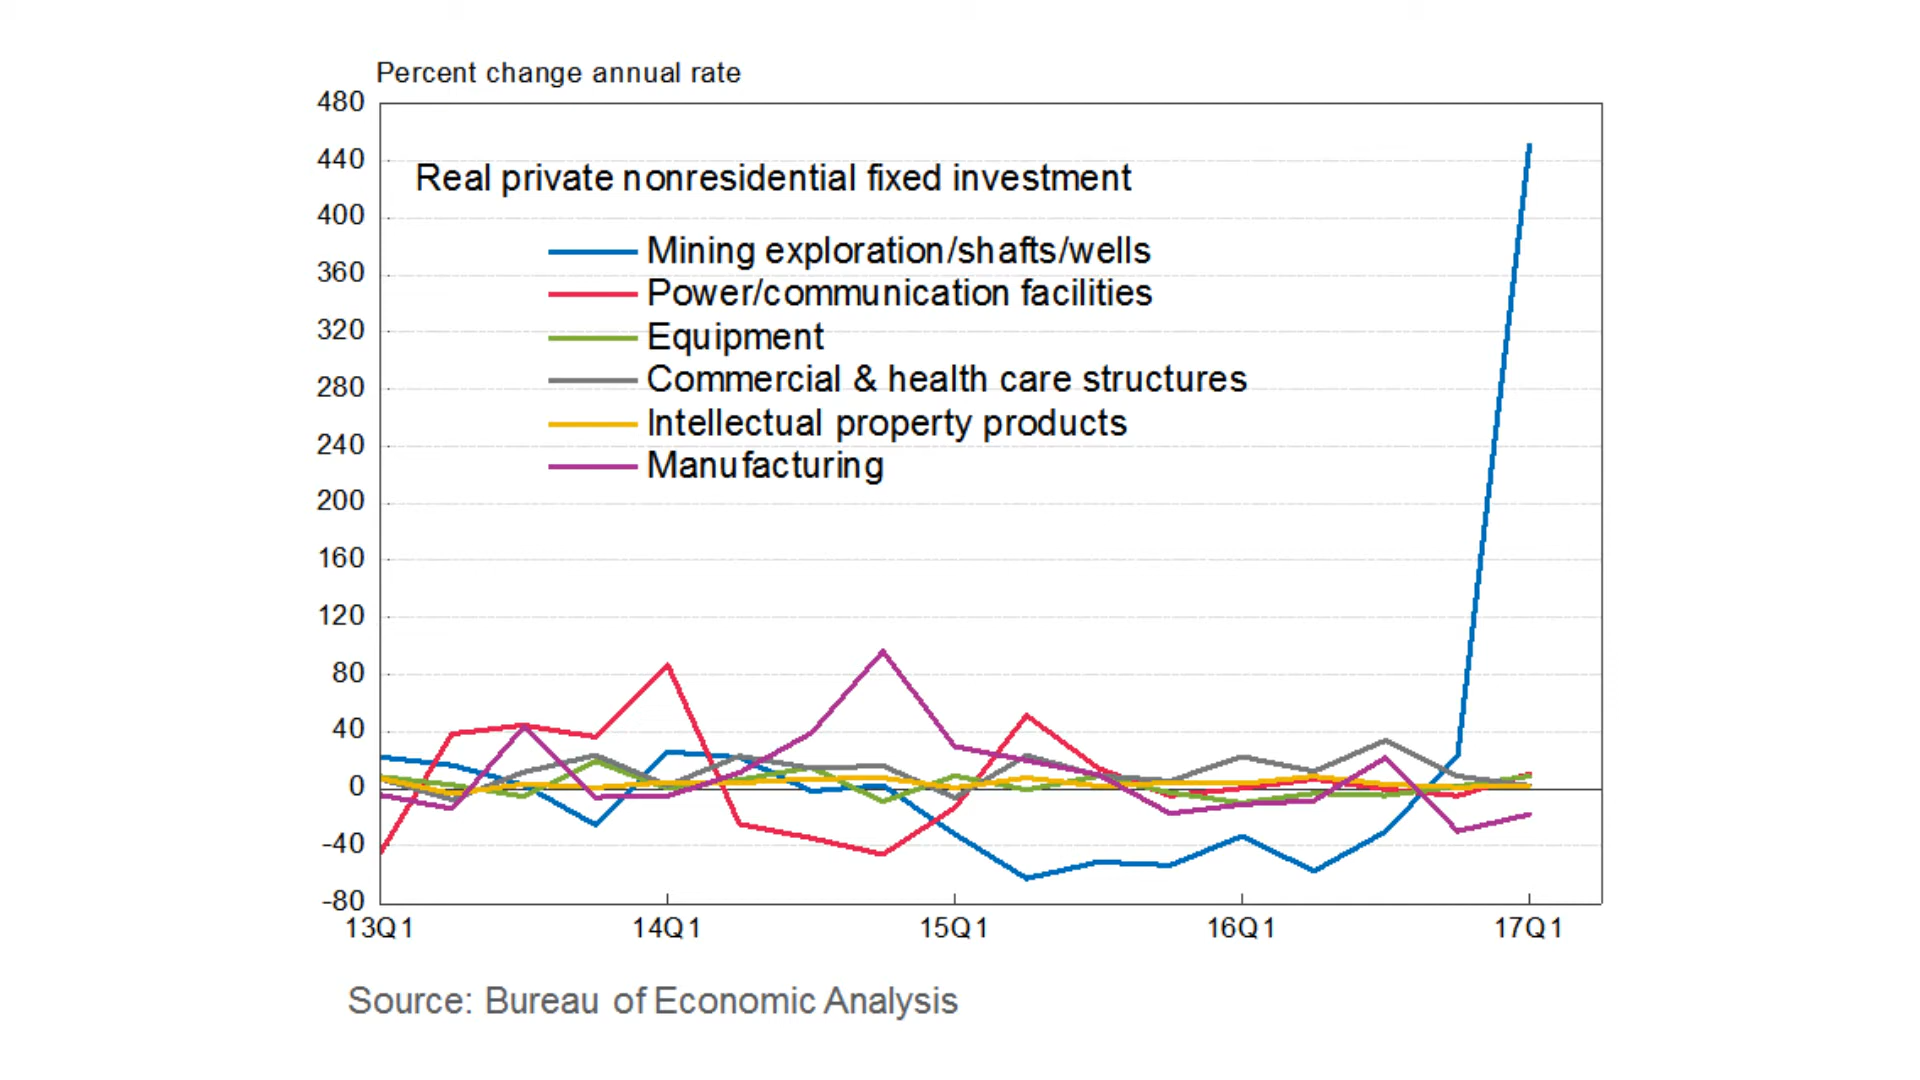 Percent change annual rate
480
440
400
360
320
280
240
200
160
120
80
40
0
-40
-80
Real private nonresidential fixed investment
Mining exploration/shafts/wells
Power/communication facilities
Equipment
Commercial & health care structures
Intellectual property products
Manufacturing
13Q1 14Q1 15Q1 16Q1 17Q1
Source: Bureau of Economic Analysis